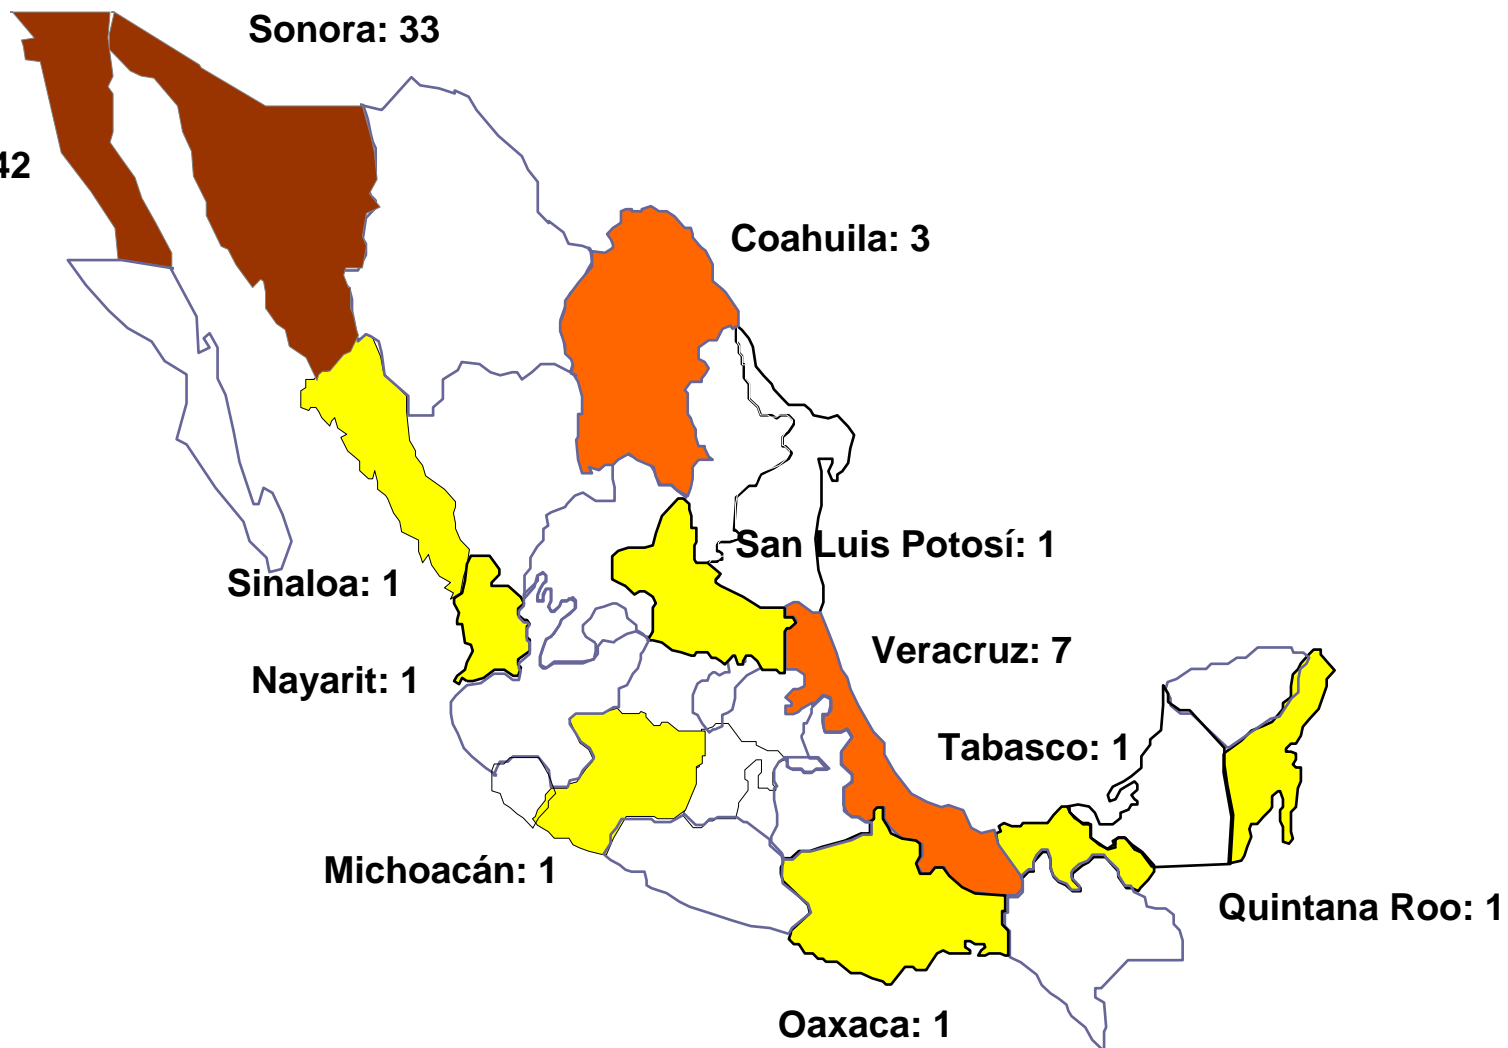 Sonora: 33
42
Coahuila: 3
San Luis Potosí: 1
Sinaloa: 1
Veracruz: 7
Nayarit: 1
Tabasco: 1
Michoacán: 1
Quintana Roo: 1
Oaxaca: 1